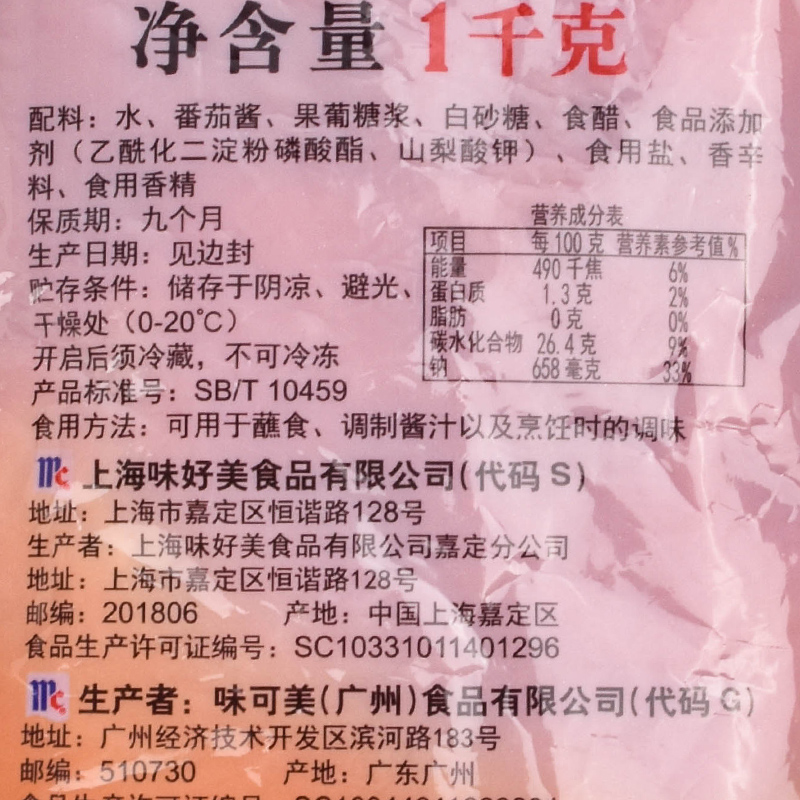 净含量 1千克
配料：水、番茄酱、果葡糖浆、白砂糖、食醋、食品添加
剂（乙酰化二淀粉磷酸酯、山梨酸钾）、食用盐、香辛
料、食用香精
保质期：九个月
生产日期：见边封
贮存条件：储存于阴凉、避光、
干燥处（0-20℃）
开启后须冷藏，不可冷冻
产品标准号：SB/T 10459
营养成分表
项目 每100克 营养素参考值%
能量 490千焦 6%
蛋白质 1.3克 2%
脂肪 0克 0%
碳水化合物 26.4克 9%
钠 658毫克 33%
食用方法：可用于蘸食、调制酱汁以及烹饪时的调味
上海味好美食品有限公司(代码S)
地址：上海市嘉定区恒谐路128号
生产者：上海味好美食品有限公司嘉定分公司
地址：上海市嘉定区恒谐路128号
邮编：201806 产地：中国上海嘉定区
食品生产许可证编号：SC10331011401296
生产者：味可美(广州)食品有限公司(代码G)
地址：广州经济技术开发区滨河路183号
邮编：510730 产地：广东广州